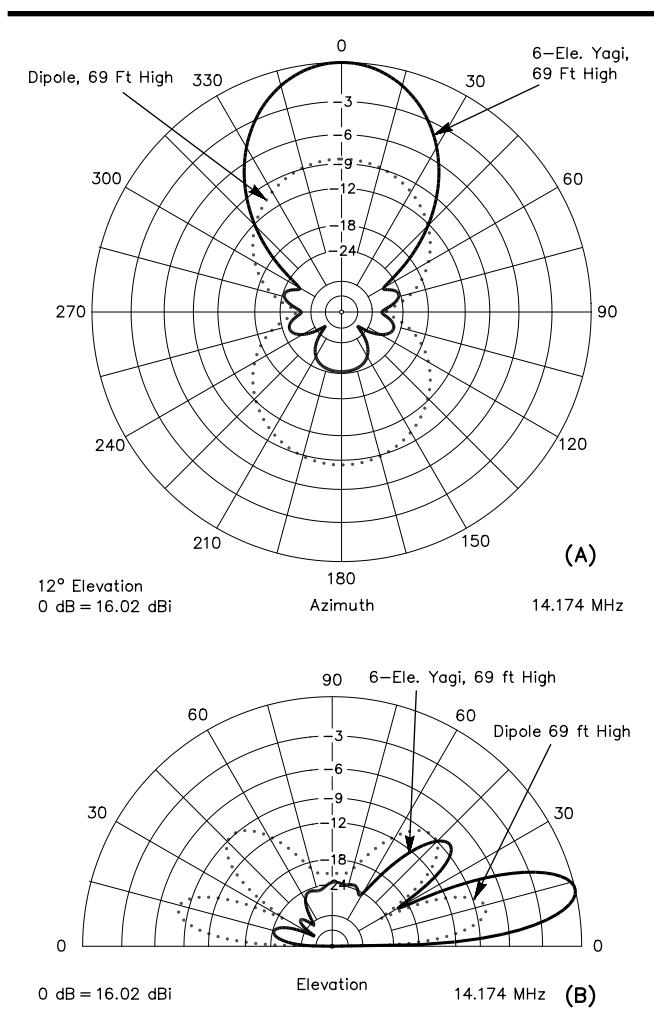 0
6-Ele. Yagi,
69 Ft High
Dipole, 69 Ft High
330
30
-3
-6
-9
300
60
-12
-18
-24
270
90
240
120
210
150
(A)
180
12° Elevation
0 dB = 16.02 dBi
Azimuth
14.174 MHz
90
6-Ele. Yagi, 69 ft High
60
60
Dipole 69 ft High
-3
-6
-9
30
30
-12
-18
-24
0
0
Elevation
0 dB = 16.02 dBi
14.174 MHz
(B)